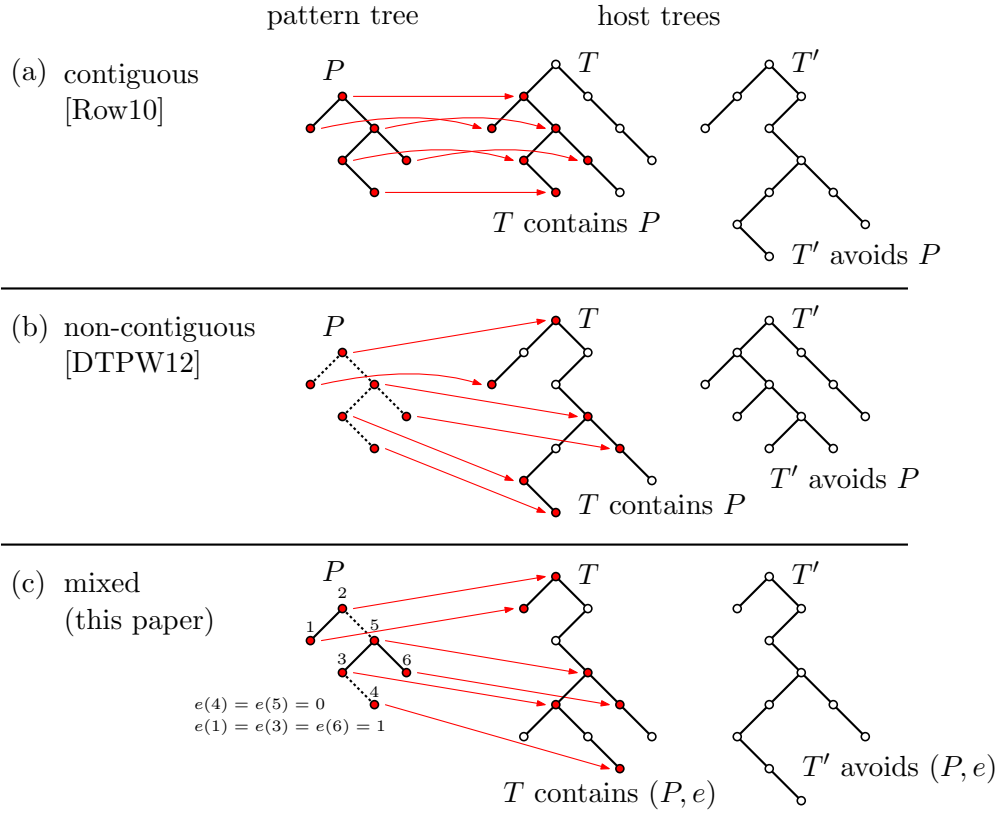 pattern tree host trees
(a) contiguous
[Row10]
P
T
T′
T contains P
T′ avoids P
(b) non-contiguous
[DTPW12]
P
T
T′
T contains P
T′ avoids P
(c) mixed
(this paper)
P
T
T′
2
1
5
3
6
4
e(4) = e(5) = 0
e(1) = e(3) = e(6) = 1
T contains (P, e)
T′ avoids (P, e)